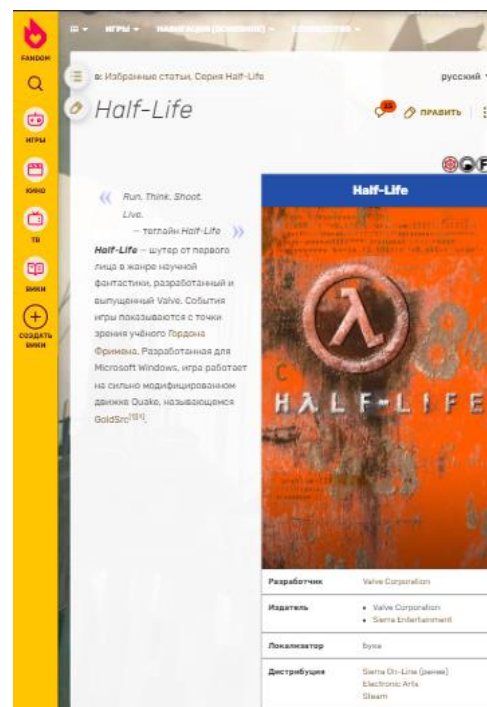 FANDOM
ИГРЫ
КИНО
ТВ
ВИКИ
СОЗДАТЬ
ВИКИ
ИГРЫ
в: Избранные статьи, Серия Half-Life
русский
Half-Life
25
ПРАВИТЬ
Run. Think. Shoot.
Live.
— теглайн Half-Life
Half-Life — шутер от первого
лица в жанре научной
фантастики, разработанный и
выпущенный Valve. События
игры показываются с точки
зрения учёного Гордона
Фримена. Разработанная для
Microsoft Windows, игра работает
на сильно модифицированном
движке Quake, называющемся
GoldSrc
Half-Life
HλLF-LIFE
Разработчик Valve Corporation
Издатель • Valve Corporation
• Sierra Entertainment
Локализатор Бука
Дистрибуция Sierra On-Line (ранее)
Electronic Arts
Steam